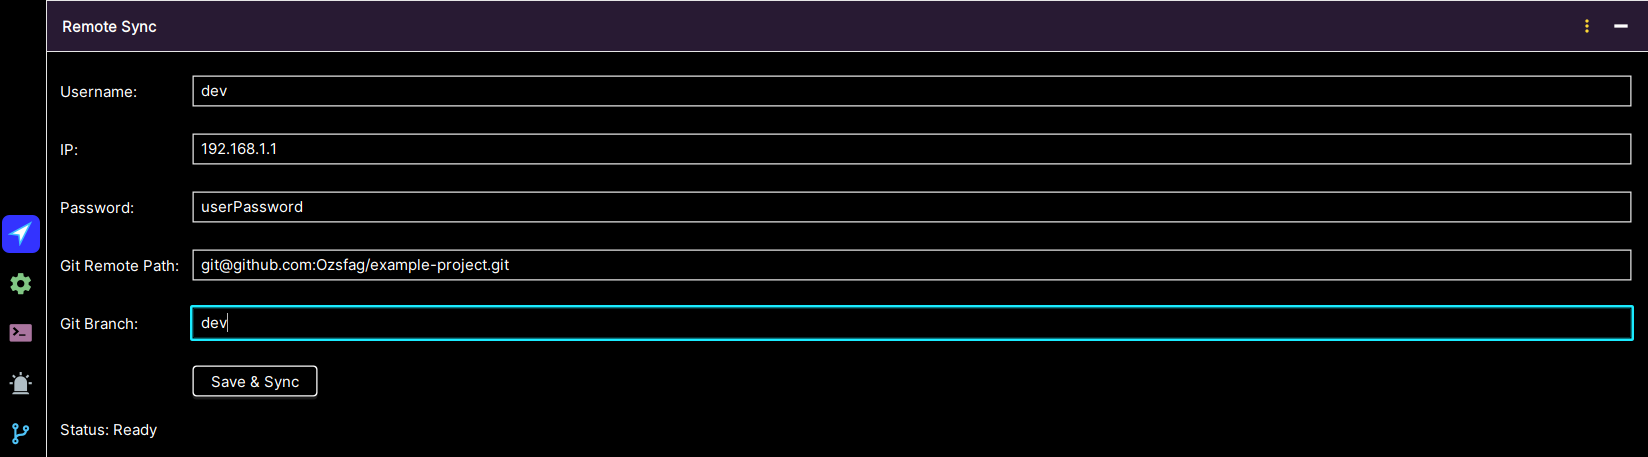 Remote Sync
Username: dev
IP: 192.168.1.1
Password: userPassword
Git Remote Path: git@github.com:Ozsfag/example-project.git
Git Branch: dev
Save & Sync
Status: Ready